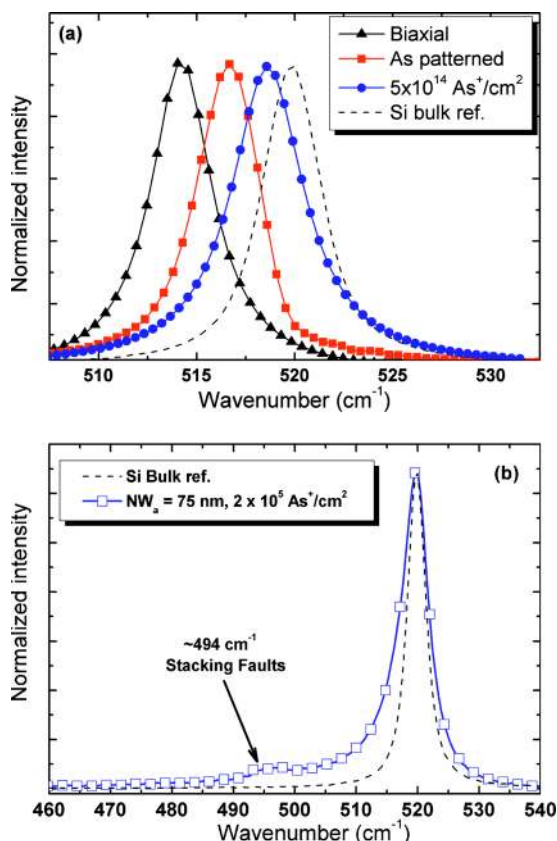 (a)
Biaxial
As patterned
5x10¹⁴ As⁺/cm²
Si bulk ref.
Normalized intensity
510 515 520 525 530
Wavenumber (cm⁻¹)
(b)
Si Bulk ref.
NWₐ = 75 nm, 2 x 10⁵ As⁺/cm²
Normalized intensity
~494 cm⁻¹
Stacking Faults
460 470 480 490 500 510 520 530 540
Wavenumber (cm⁻¹)